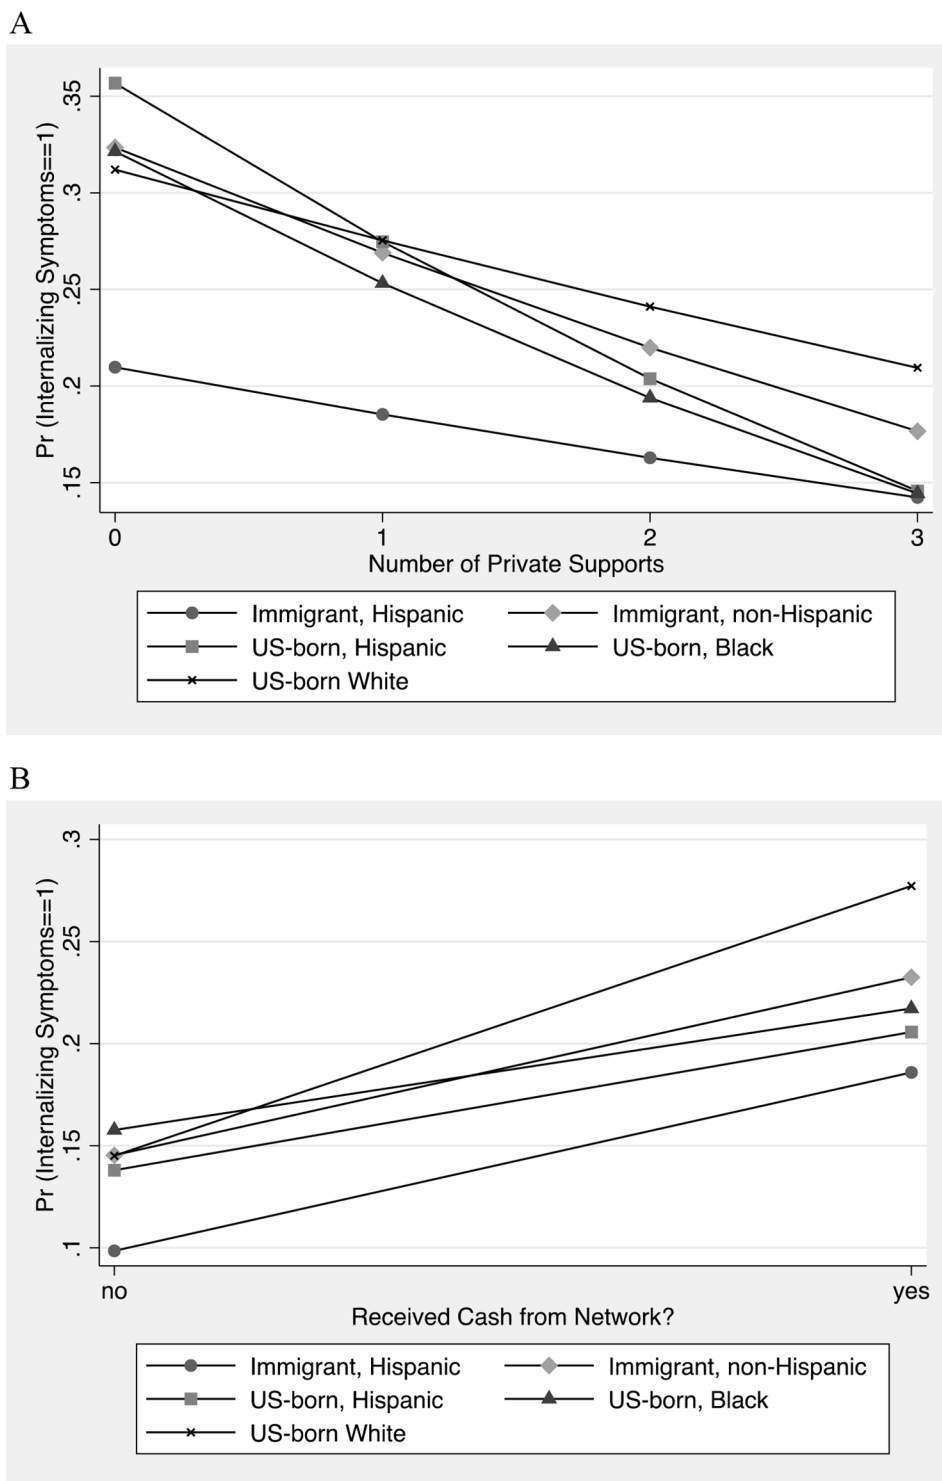 A
Pr (Internalizing Symptoms==1)
.35
.3
.25
.2
.15
0 1 2 3
Number of Private Supports
Immigrant, Hispanic Immigrant, non-Hispanic
US-born, Hispanic US-born, Black
US-born White
B
Pr (Internalizing Symptoms==1)
.3
.25
.2
.15
.1
no yes
Received Cash from Network?
Immigrant, Hispanic Immigrant, non-Hispanic
US-born, Hispanic US-born, Black
US-born White